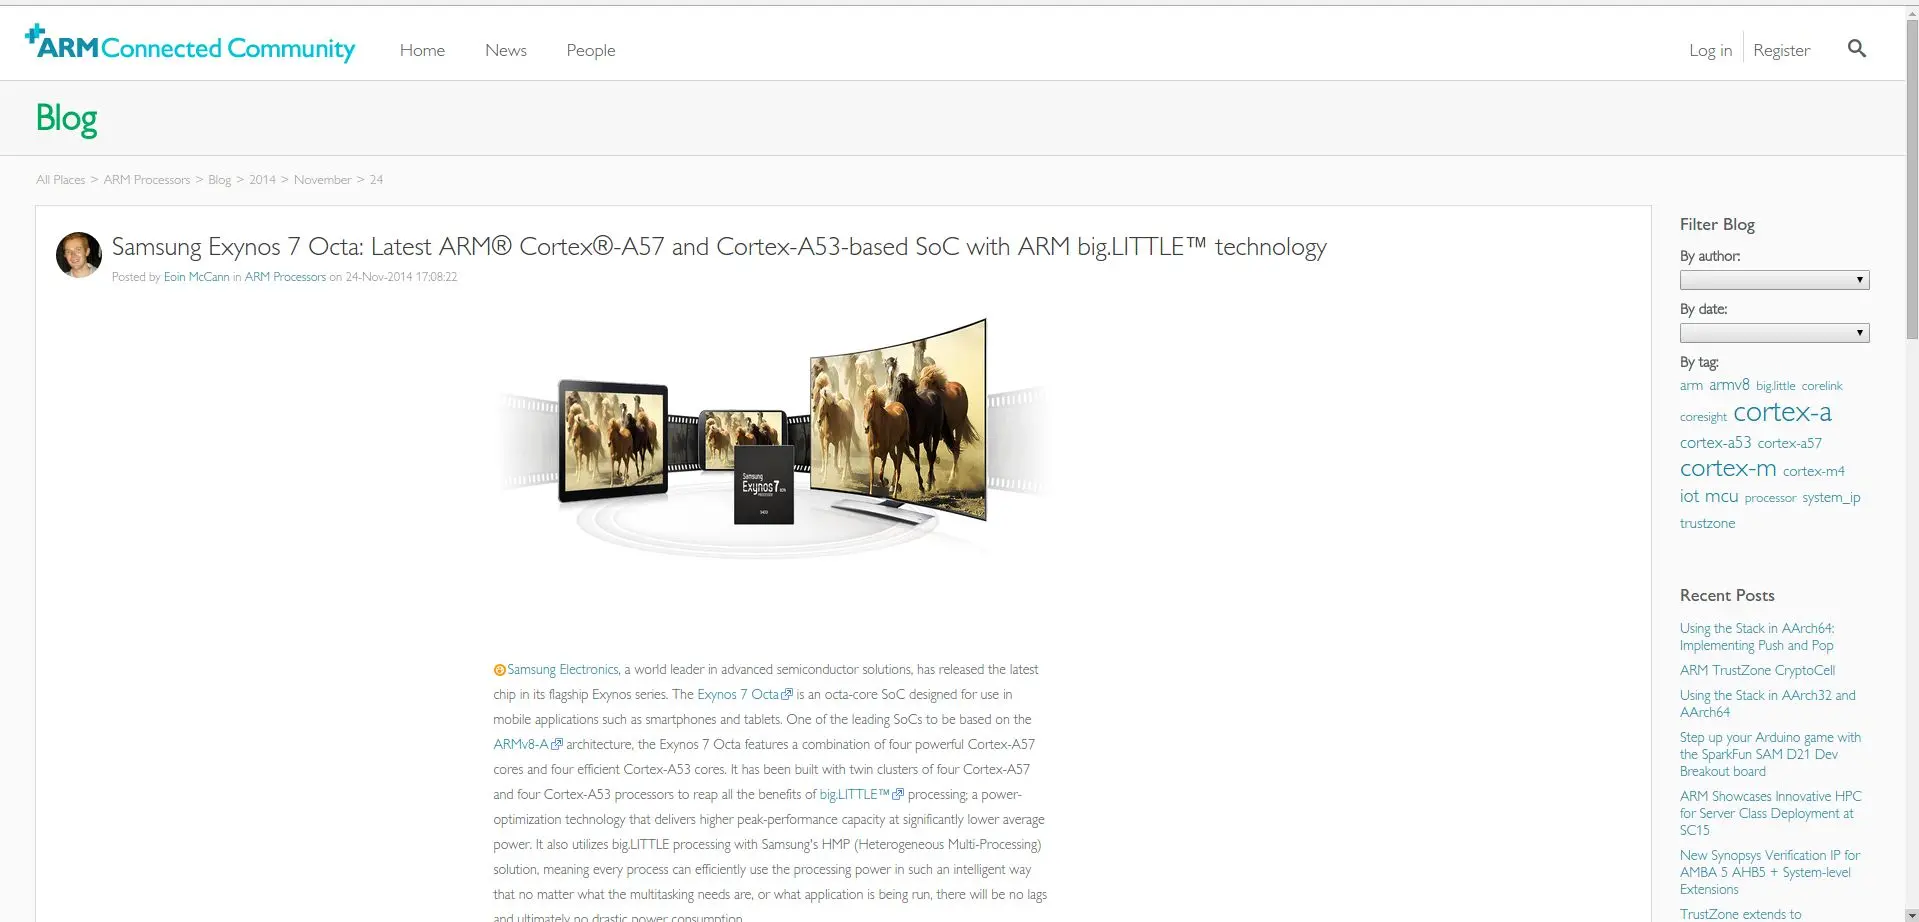 ARM Connected Community
Home News People
Log in Register
Blog
All Places > ARM Processors > Blog > 2014 > November > 24
Samsung Exynos 7 Octa: Latest ARM® Cortex®-A57 and Cortex-A53-based SoC with ARM big.LITTLE™ technology
Posted by Eoin McCann in ARM Processors on 24-Nov-2014 17:08:22
Samsung
Exynos 7
PROCESSOR
Samsung Electronics, a world leader in advanced semiconductor solutions, has released the latest
chip in its flagship Exynos series. The Exynos 7 Octa is an octa-core SoC designed for use in
mobile applications such as smartphones and tablets. One of the leading SoCs to be based on the
ARMv8-A architecture, the Exynos 7 Octa features a combination of four powerful Cortex-A57
cores and four efficient Cortex-A53 cores. It has been built with twin clusters of four Cortex-A57
and four Cortex-A53 processors to reap all the benefits of big.LITTLE™ processing; a power-
optimization technology that delivers higher peak-performance capacity at significantly lower average
power. It also utilizes big.LITTLE processing with Samsung's HMP (Heterogeneous Multi-Processing)
solution, meaning every process can efficiently use the processing power in such an intelligent way
that no matter what the multitasking needs are, or what application is being run, there will be no lags
and ultimately no drastic power consumption.
Filter Blog
By author:
By date:
By tag:
arm armv8 big.little corelink
coresight cortex-a
cortex-a53 cortex-a57
cortex-m cortex-m4
iot mcu processor system_ip
trustzone
Recent Posts
Using the Stack in AArch64:
Implementing Push and Pop
ARM TrustZone CryptoCell
Using the Stack in AArch32 and
AArch64
Step up your Arduino game with
the SparkFun SAM D21 Dev
Breakout board
ARM Showcases Innovative HPC
for Server Class Deployment at
SC15
New Synopsys Verification IP for
AMBA 5 AHB5 + System-level
Extensions
TrustZone extends to